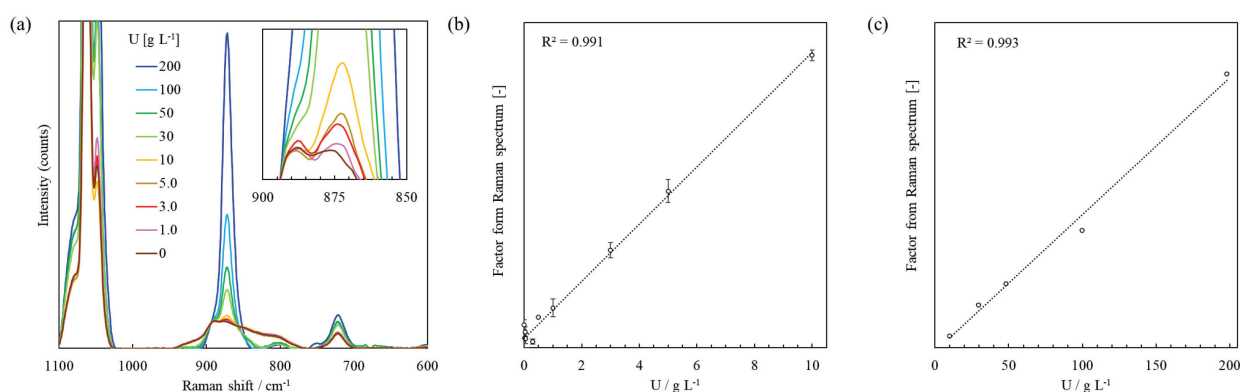 (a)
U [g L-1]
200
100
50
30
10
5.0
3.0
1.0
0
900
875
850
Intensity (counts)
1100
1000
900
800
700
600
Raman shift / cm-1
(b)
R² = 0.991
Factor form Raman spectrum [-]
0
2
4
6
8
10
U / g L-1
(c)
R² = 0.993
Factor from Raman spectrum [-]
0
50
100
150
200
U / g L-1